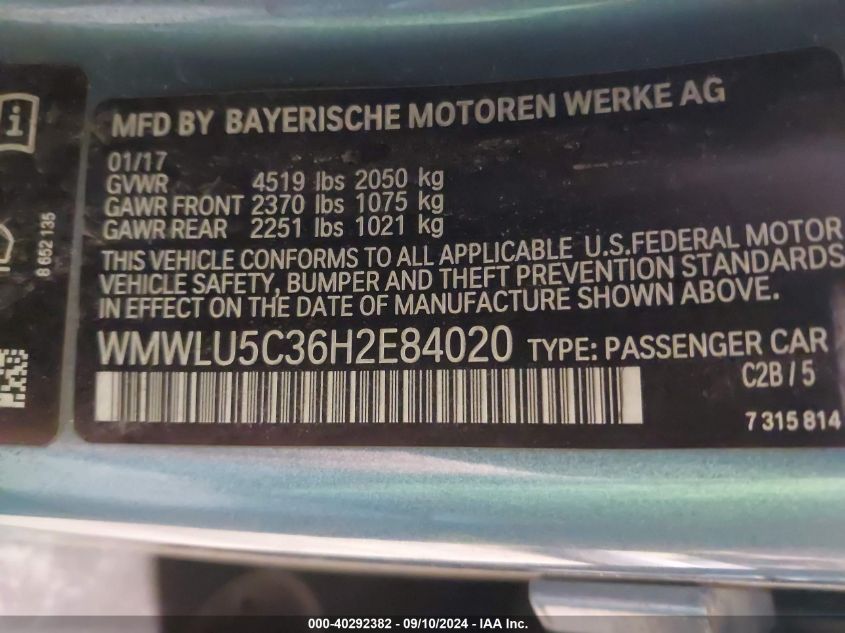 MFD BY BAYERISCHE MOTOREN WERKE AG
01/17
GVWR 4519 lbs 2050 kg
GAWR FRONT 2370 lbs 1075 kg
GAWR REAR 2251 lbs 1021 kg
THIS VEHICLE CONFORMS TO ALL APPLICABLE U.S.FEDERAL MOTOR
VEHICLE SAFETY, BUMPER AND THEFT PREVENTION STANDARDS
IN EFFECT ON THE DATE OF MANUFACTURE SHOWN ABOVE.
WMWLU5C36H2E84020 TYPE: PASSENGER CAR
C2B / 5
7 315 814
8 652 135
000-40292382 - 09/10/2024 - IAA Inc.